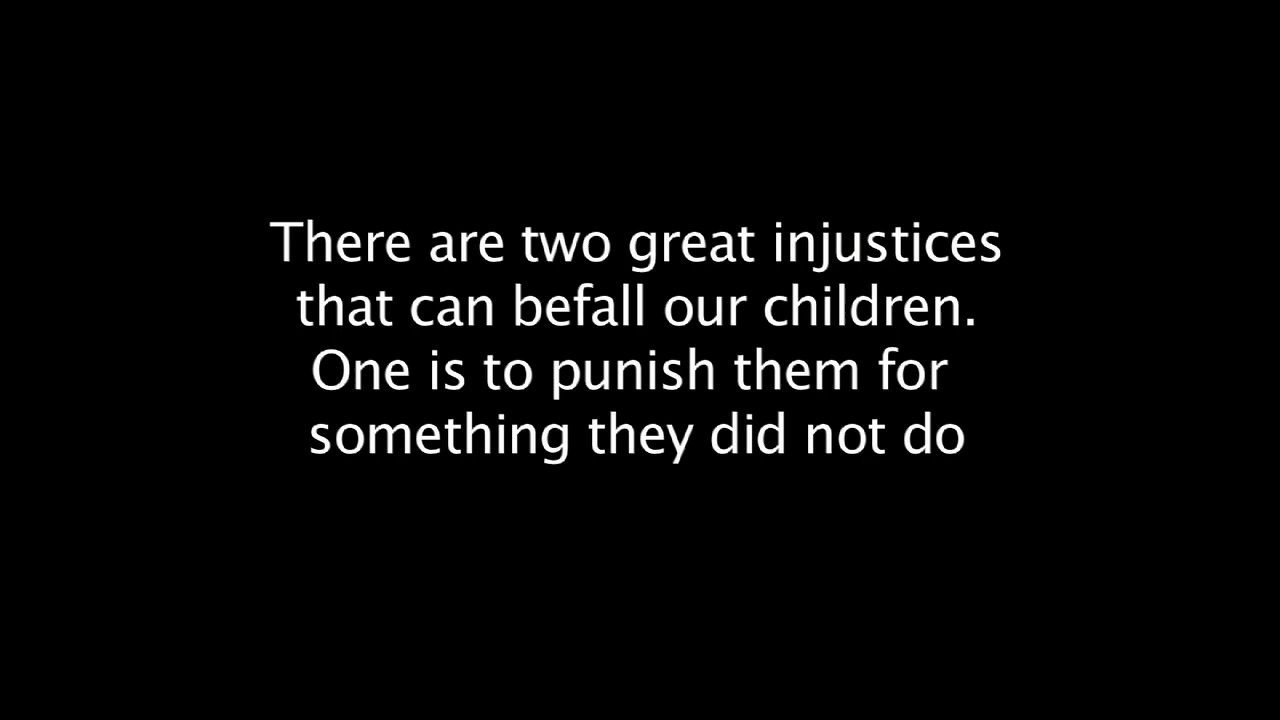 There are two great injustices
that can befall our children.
One is to punish them for
something they did not do